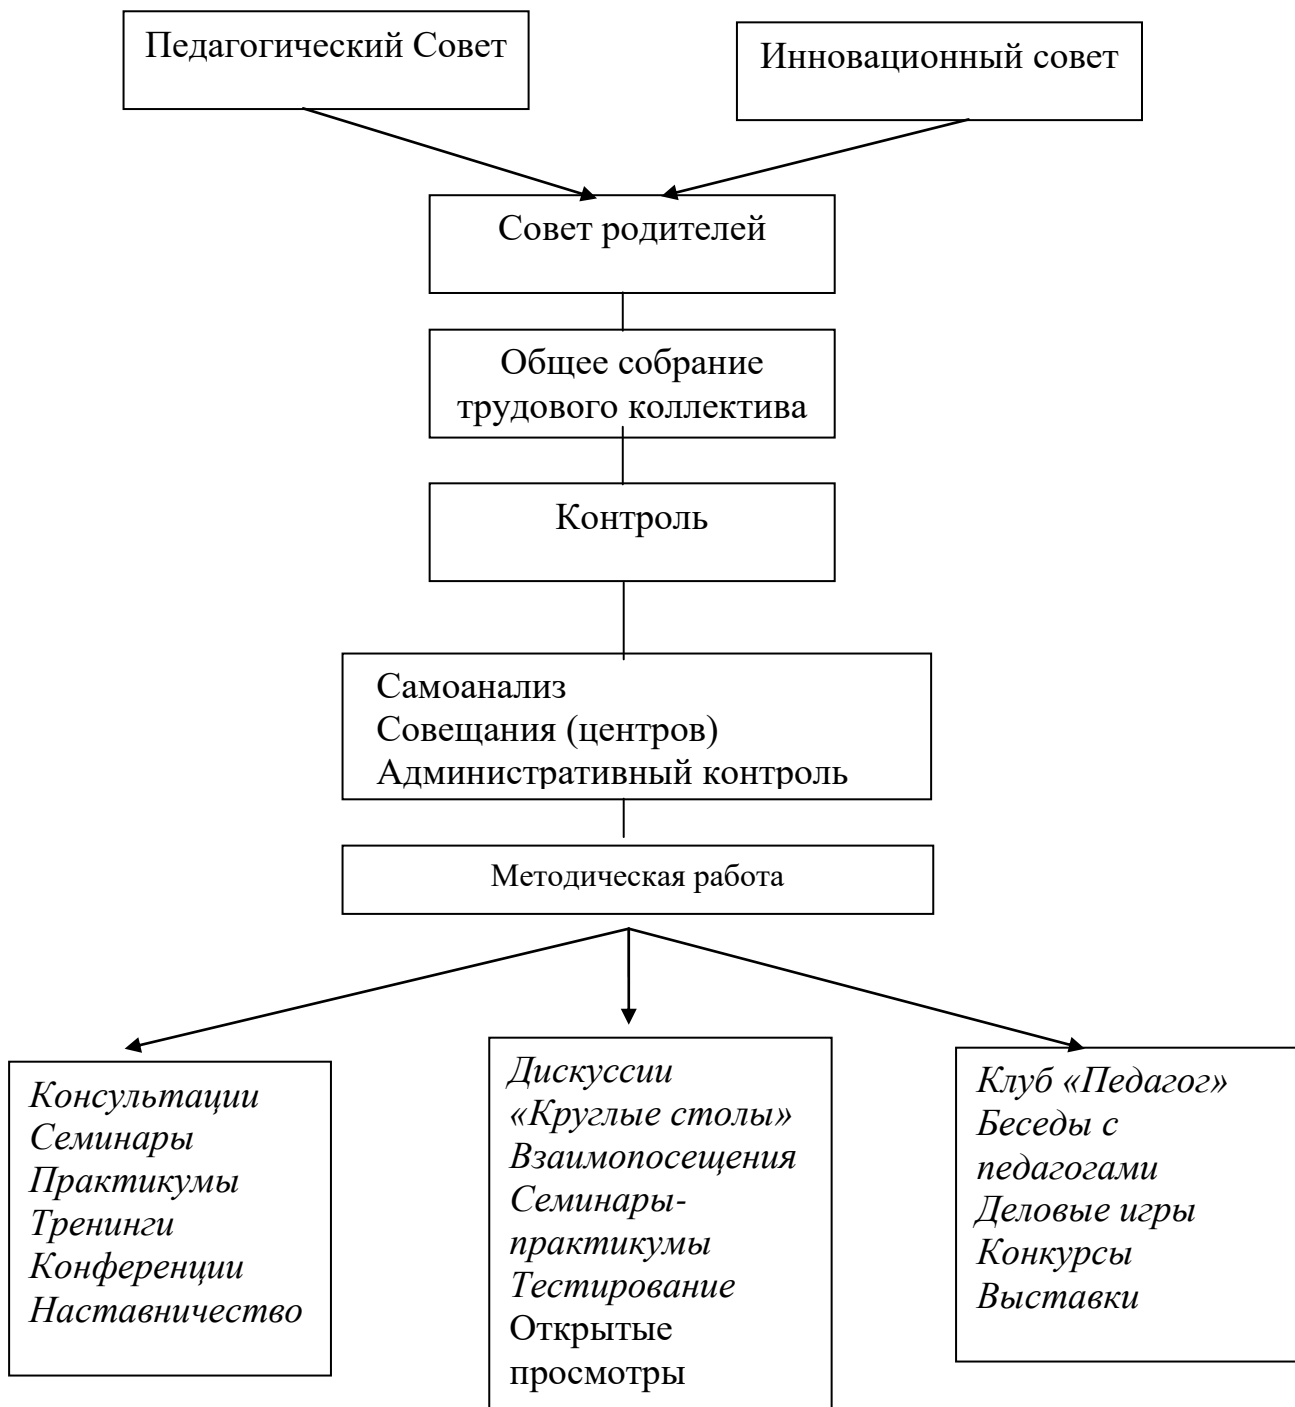 Педагогический Совет
Инновационный совет
Совет родителей
Общее собрание
трудового коллектива
Контроль
Самоанализ
Совещания (центров)
Административный контроль
Методическая работа
Консультации
Семинары
Практикумы
Тренинги
Конференции
Наставничество
Дискуссии
«Круглые столы»
Взаимопосещения
Семинары-
практикумы
Тестирование
Открытые
просмотры
Клуб «Педагог»
Беседы с
педагогами
Деловые игры
Конкурсы
Выставки